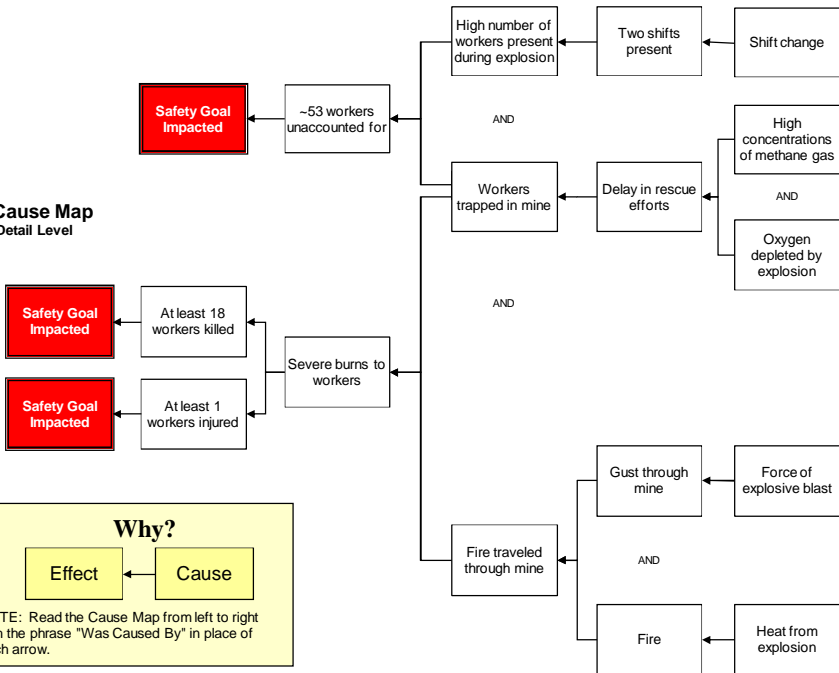 High number of
workers present
during explosion
Two shifts
present
Shift change
Safety Goal
Impacted
~53 workers
unaccounted for
AND
High
concentrations
of methane gas
Workers
trapped in mine
Delay in rescue
efforts
AND
Oxygen
depleted by
explosion
Cause Map
Detail Level
AND
Safety Goal
Impacted
At least 18
workers killed
Severe burns to
workers
Safety Goal
Impacted
At least 1
workers injured
Gust through
mine
Force of
explosive blast
Fire traveled
through mine
AND
Fire
Heat from
explosion
Why?
Effect
Cause
TE: Read the Cause Map from left to right
the phrase "Was Caused By" in place of
arrow.